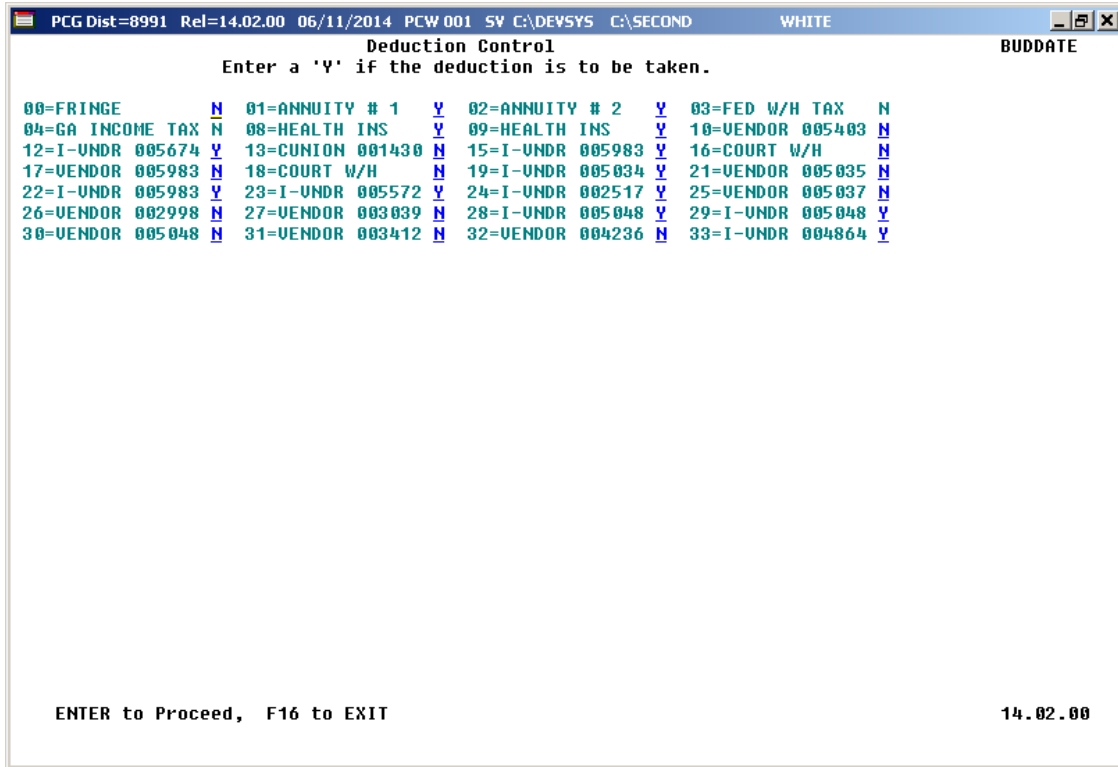 PCG Dist=8991 Rel=14.02.00 06/11/2014 PCW 001 SV C:\DEVSYS C:\SECOND WHITE
Deduction Control BUDDATE
Enter a 'Y' if the deduction is to be taken.
00=FRINGE N 01=ANNUITY # 1 Y 02=ANNUITY # 2 Y 03=FED W/H TAX N
04=GA INCOME TAX N 08=HEALTH INS Y 09=HEALTH INS Y 10=VENDOR 005403 N
12=I-VNDR 005674 Y 13=CUNION 001430 N 15=I-VNDR 005983 Y 16=COURT W/H N
17=VENDOR 005983 N 18=COURT W/H N 19=I-VNDR 005034 Y 21=VENDOR 005035 N
22=I-VNDR 005983 Y 23=I-VNDR 005572 Y 24=I-VNDR 002517 Y 25=VENDOR 005037 N
26=VENDOR 002998 N 27=VENDOR 003039 N 28=I-VNDR 005048 Y 29=I-VNDR 005048 Y
30=VENDOR 005048 N 31=VENDOR 003412 N 32=VENDOR 004236 N 33=I-VNDR 004864 Y
ENTER to Proceed, F16 to EXIT 14.02.00